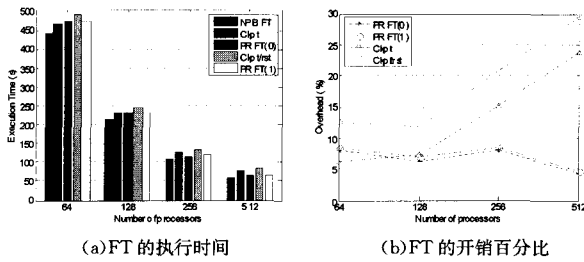 500
450
400
350
300
250
200
150
100
50
0
Execution Time (s)
NPB FT
Clp t
PR FT(0)
Clp t/rst
PR FT(1)
64
128
256
5 12
Number o fp rocessors
(a)FT 的执行时间
30
25
20
15
10
5
0
Overhead (%)
PR FT(0)
PR FT(1)
Clp t
Clp t/r st
64
128
256
512
Number of processors
(b)FT 的开销百分比